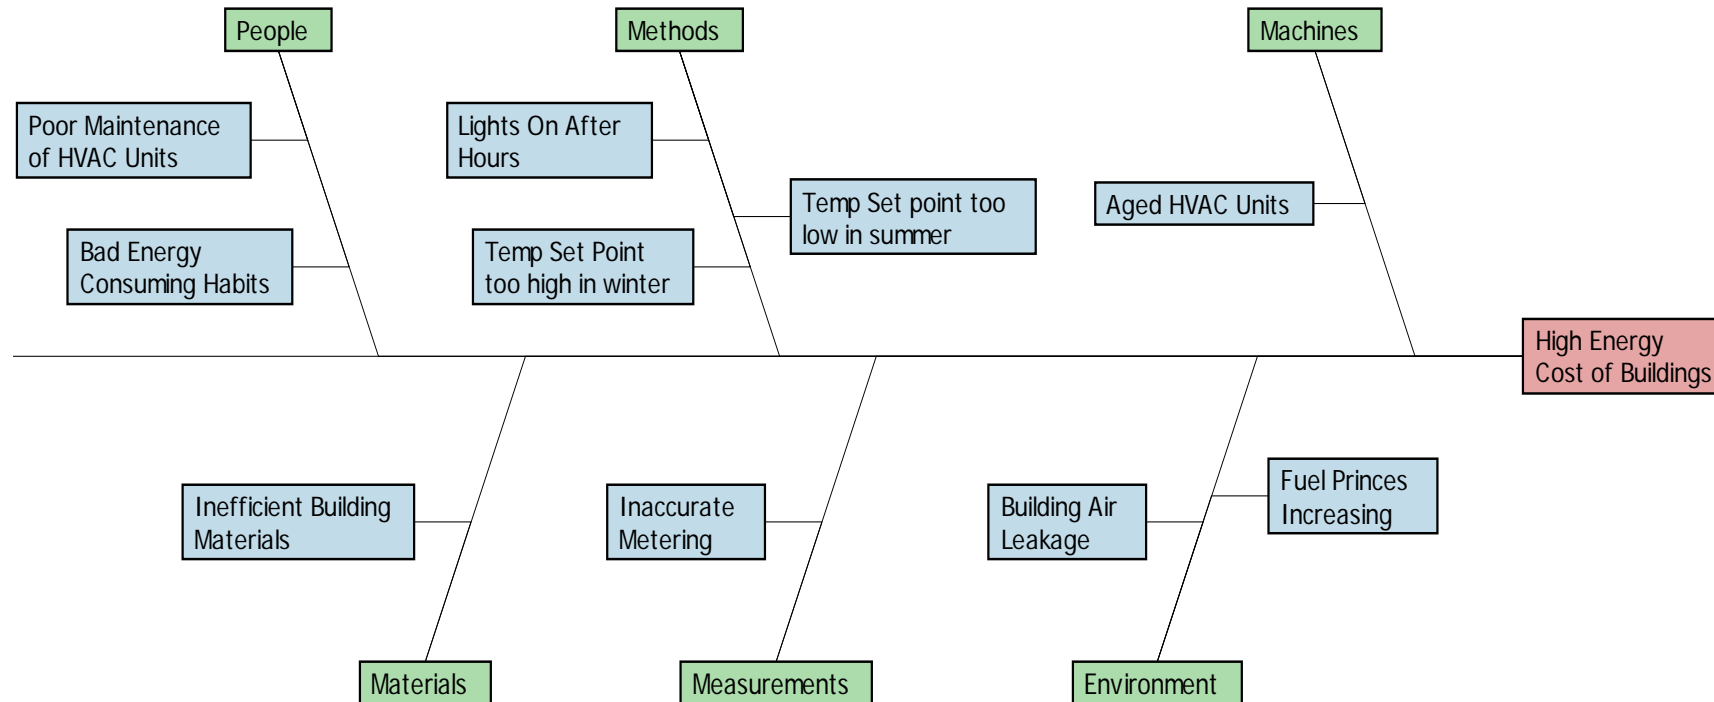 People
Methods
Machines
Poor Maintenance
of HVAC Units
Lights On After
Hours
Temp Set point too
low in summer
Aged HVAC Units
Bad Energy
Consuming Habits
Temp Set Point
too high in winter
High Energy
Cost of Buildings
Inefficient Building
Materials
Inaccurate
Metering
Building Air
Leakage
Fuel Princes
Increasing
Materials
Measurements
Environment